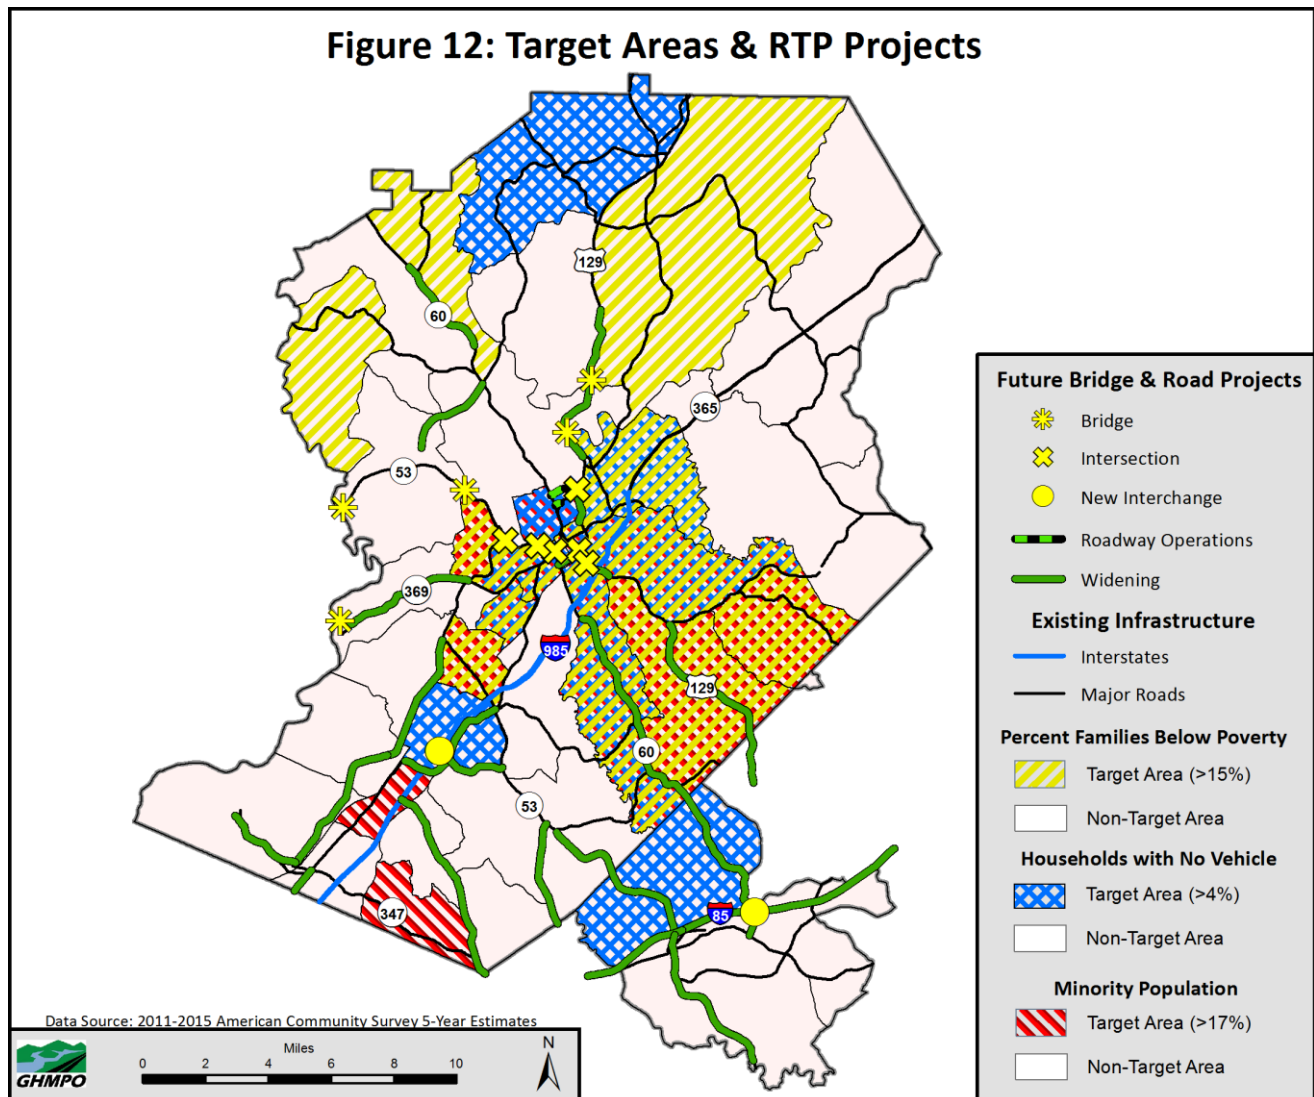 Figure 12: Target Areas & RTP Projects
129
60
365
53
369
985
129
60
53
347
85
Future Bridge & Road Projects
Bridge
Intersection
New Interchange
Roadway Operations
Widening
Existing Infrastructure
Interstates
Major Roads
Percent Families Below Poverty
Target Area (>15%)
Non-Target Area
Households with No Vehicle
Target Area (>4%)
Non-Target Area
Minority Population
Target Area (>17%)
Non-Target Area
Data Source: 2011-2015 American Community Survey 5-Year Estimates
GHMPO
Miles
0 2 4 6 8 10
N